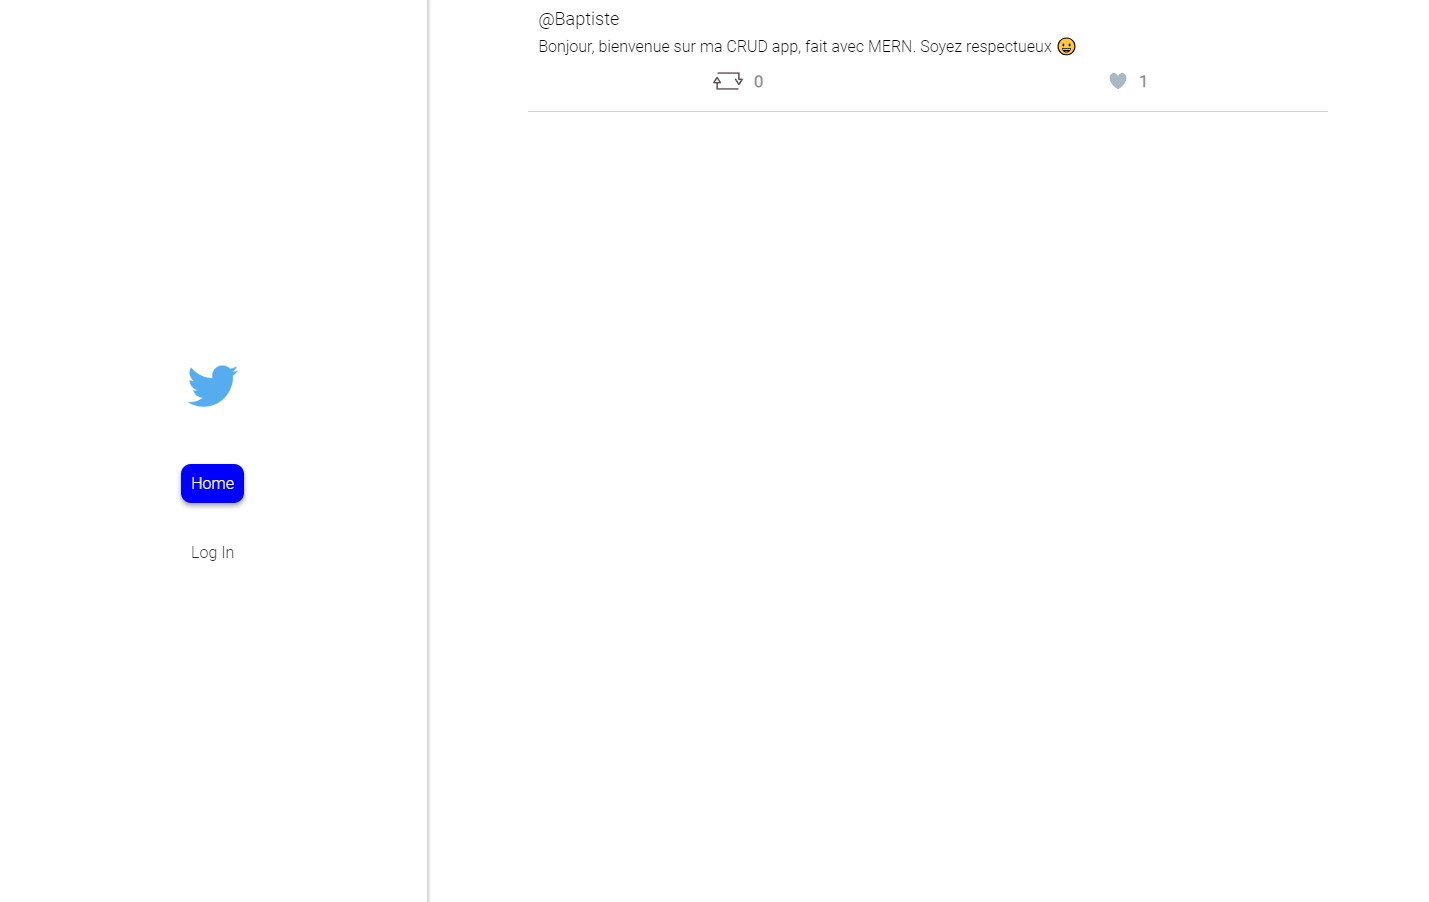 @Baptiste
Bonjour, bienvenue sur ma CRUD app, fait avec MERN. Soyez respectueux 😀
0 1
Home
Log In